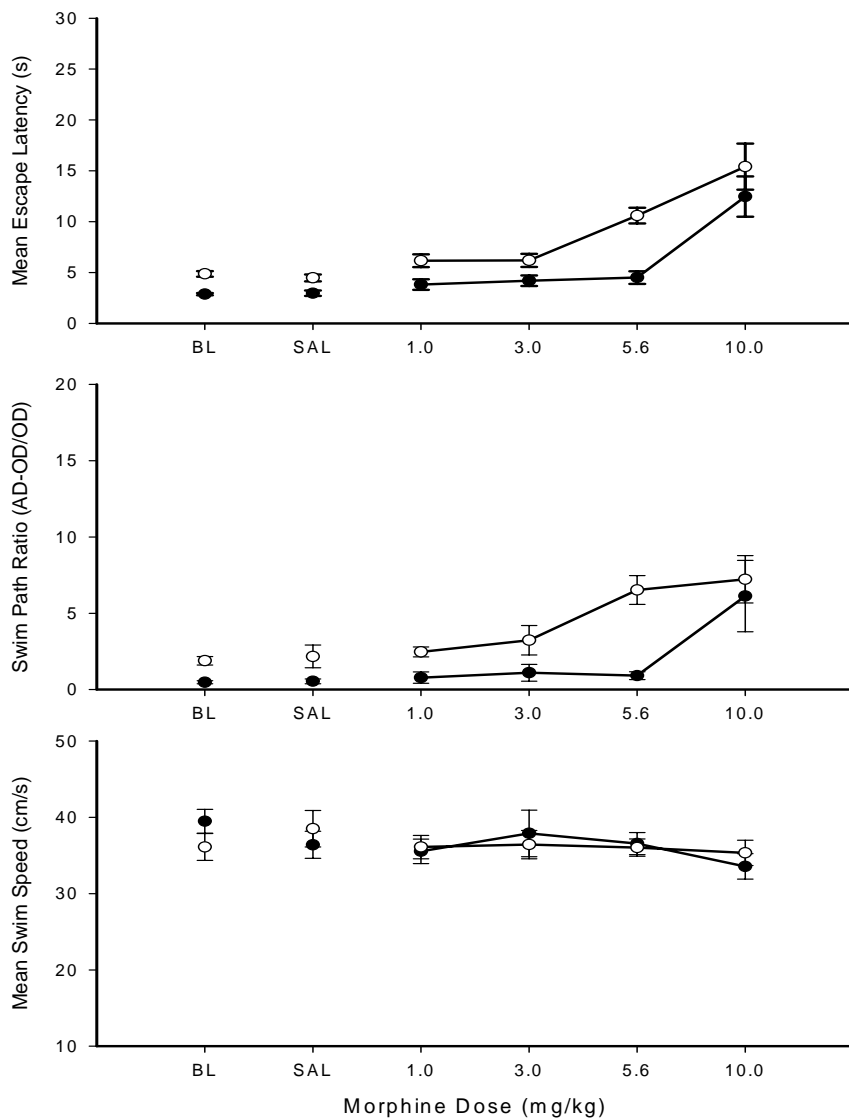 Mean Escape Latency (s)
30
25
20
15
10
5
0
BL SAL 1.0 3.0 5.6 10.0
Swim Path Ratio (AD-OD/OD)
20
15
10
5
0
BL SAL 1.0 3.0 5.6 10.0
Mean Swim Speed (cm/s)
50
40
30
20
10
BL SAL 1.0 3.0 5.6 10.0
Morphine Dose (mg/kg)